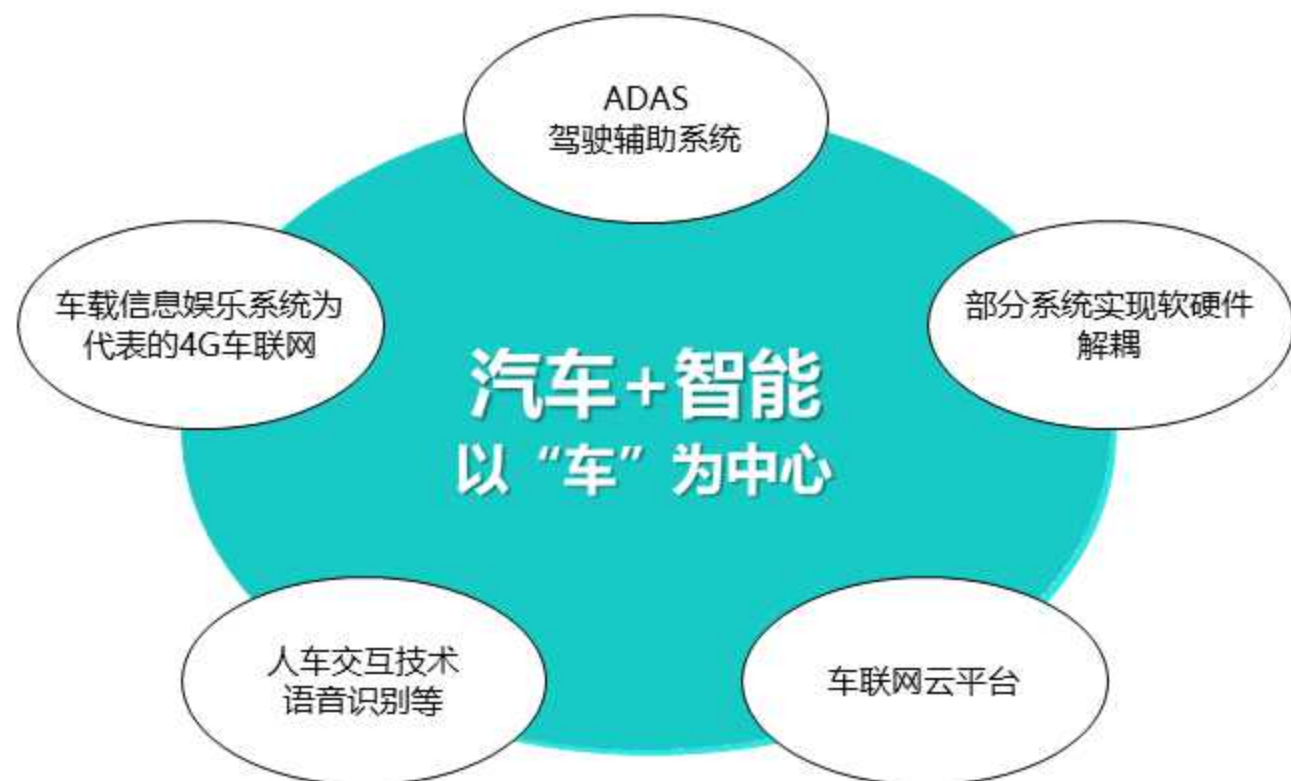 ADAS
驾驶辅助系统
车载信息娱乐系统为
代表的4G车联网
部分系统实现软硬件
解耦
汽车+智能
以“车”为中心
人车交互技术
语音识别等
车联网云平台